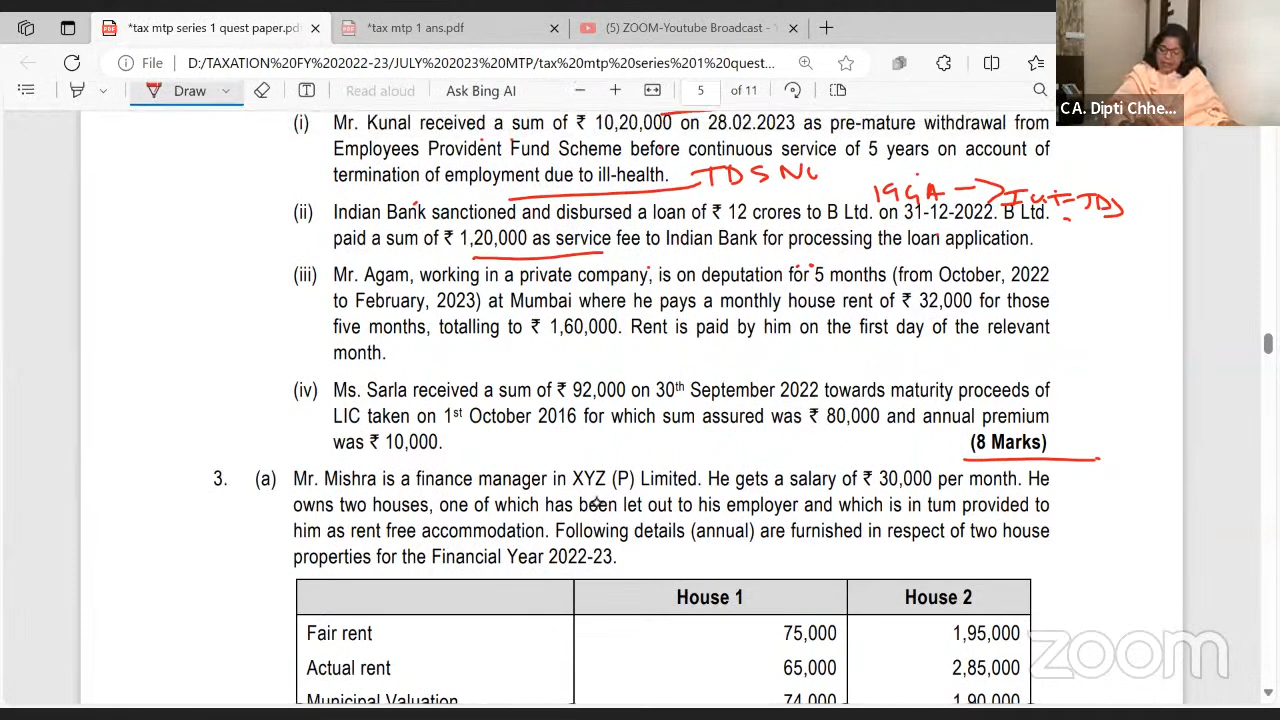 *tax mtp series 1 quest paper.pdf
*tax mtp 1 ans.pdf
(5) ZOOM-Youtube Broadcast -
File
D:/TAXATION%20FY%202022-23/JULY%202023%20MTP/tax%20mtp%20series%201%20quest...
Draw
Read aloud
Ask Bing AI
5 of 11
C A. Dipti Chhe...
(i) Mr. Kunal received a sum of ₹ 10,20,000 on 28.02.2023 as pre-mature withdrawal from
Employees Provident Fund Scheme before continuous service of 5 years on account of
termination of employment due to ill-health.
TDS No
194A → Int-TDS
(ii) Indian Bank sanctioned and disbursed a loan of ₹ 12 crores to B Ltd. on 31-12-2022. B Ltd.
paid a sum of ₹ 1,20,000 as service fee to Indian Bank for processing the loan application.
(iii) Mr. Agam, working in a private company, is on deputation for 5 months (from October, 2022
to February, 2023) at Mumbai where he pays a monthly house rent of ₹ 32,000 for those
five months, totalling to ₹ 1,60,000. Rent is paid by him on the first day of the relevant
month.
(iv) Ms. Sarla received a sum of ₹ 92,000 on 30th September 2022 towards maturity proceeds of
LIC taken on 1st October 2016 for which sum assured was ₹ 80,000 and annual premium
was ₹ 10,000. (8 Marks)
3. (a) Mr. Mishra is a finance manager in XYZ (P) Limited. He gets a salary of ₹ 30,000 per month. He
owns two houses, one of which has been let out to his employer and which is in tum provided to
him as rent free accommodation. Following details (annual) are furnished in respect of two house
properties for the Financial Year 2022-23.
House 1 House 2
Fair rent 75,000 1,95,000
Actual rent 65,000 2,85,000
Municipal Valuation 74,000 1,90,000
zoom